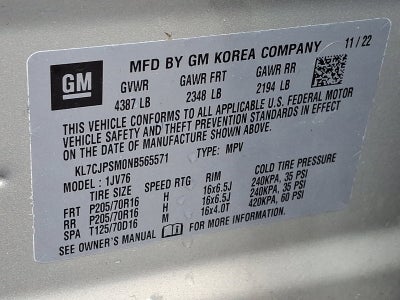 GM
MFD BY GM KOREA COMPANY 11/22
GVWR GAWR FRT GAWR RR
4387 LB 2348 LB 2194 LB
THIS VEHICLE CONFORMS TO ALL APPLICABLE U.S. FEDERAL MOTOR
VEHICLE SAFETY AND THEFT PREVENTION STANDARDS IN EFFECT
ON THE DATE OF MANUFACTURE SHOWN ABOVE.
KL7CJPSM0NB565571 TYPE: MPV
MODEL: 1JV76
TIRE SIZE SPEED RTG RIM COLD TIRE PRESSURE
FRT P205/70R16 H 16x6.5J 240KPA, 35 PSI
RR P205/70R16 H 16x6.5J 240KPA, 35 PSI
SPA T125/70D16 M 16x4.0T 420KPA, 60 PSI
SEE OWNER'S MANUAL FOR MORE INFORMATION.